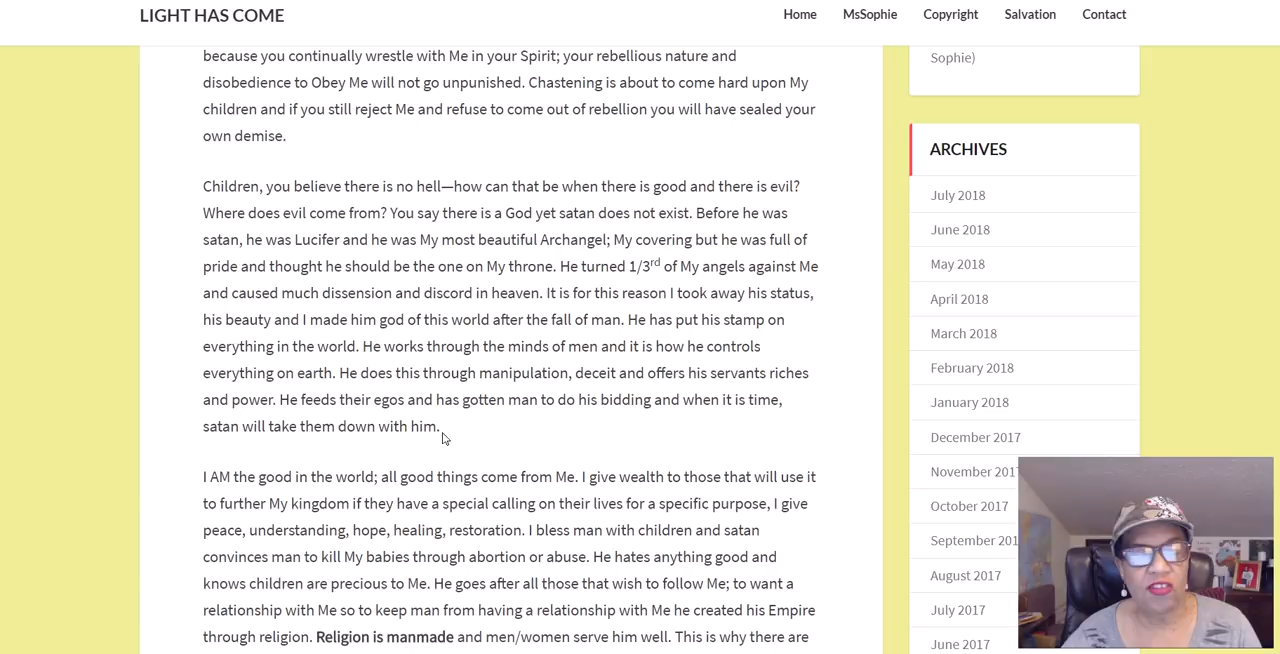 LIGHT HAS COME
Home MsSophie Copyright Salvation Contact
because you continually wrestle with Me in your Spirit; your rebellious nature and
disobedience to Obey Me will not go unpunished. Chastening is about to come hard upon My
children and if you still reject Me and refuse to come out of rebellion you will have sealed your
own demise.
Children, you believe there is no hell—how can that be when there is good and there is evil?
Where does evil come from? You say there is a God yet satan does not exist. Before he was
satan, he was Lucifer and he was My most beautiful Archangel; My covering but he was full of
pride and thought he should be the one on My throne. He turned 1/3rd of My angels against Me
and caused much dissension and discord in heaven. It is for this reason I took away his status,
his beauty and I made him god of this world after the fall of man. He has put his stamp on
everything in the world. He works through the minds of men and it is how he controls
everything on earth. He does this through manipulation, deceit and offers his servants riches
and power. He feeds their egos and has gotten man to do his bidding and when it is time,
satan will take them down with him.
I AM the good in the world; all good things come from Me. I give wealth to those that will use it
to further My kingdom if they have a special calling on their lives for a specific purpose, I give
peace, understanding, hope, healing, restoration. I bless man with children and satan
convinces man to kill My babies through abortion or abuse. He hates anything good and
knows children are precious to Me. He goes after all those that wish to follow Me; to want a
relationship with Me so to keep man from having a relationship with Me he created his Empire
through religion. Religion is manmade and men/women serve him well. This is why there are
Sophie)
ARCHIVES
July 2018
June 2018
May 2018
April 2018
March 2018
February 2018
January 2018
December 2017
November 2017
October 2017
September 201
August 2017
July 2017
June 2017